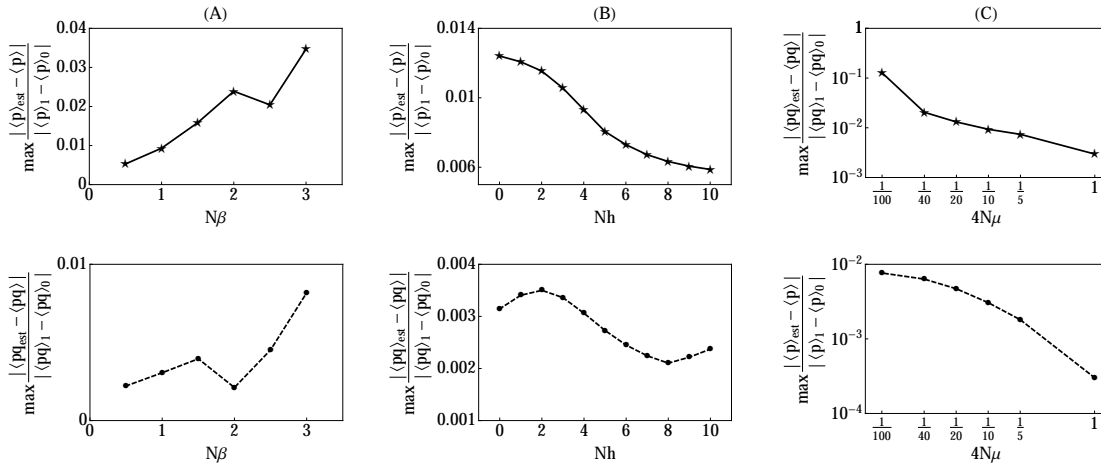 (A)
max |⟨p⟩est − ⟨p⟩| / |⟨p⟩1 − ⟨p⟩0|
0.04
0.03
0.02
0.01
0
0 1 2 3
Nβ
(B)
max |⟨p⟩est − ⟨p⟩| / |⟨p⟩1 − ⟨p⟩0|
0.014
0.01
0.006
0 2 4 6 8 10
Nh
(C)
max |⟨pq⟩est − ⟨pq⟩| / |⟨pq⟩1 − ⟨pq⟩0|
1
10−1
10−2
10−3
1/100 1/40 1/20 1/10 1/5 1
4Nμ
max |⟨pqest − ⟨pq⟩| / |⟨pq⟩1 − ⟨pq⟩0|
0.01
0
0 1 2 3
Nβ
max |⟨pq⟩est − ⟨pq⟩| / |⟨pq⟩1 − ⟨pq⟩0|
0.004
0.003
0.002
0.001
0 2 4 6 8 10
Nh
max |⟨p⟩est − ⟨p⟩| / |⟨p⟩1 − ⟨p⟩0|
10−2
10−3
10−4
1/100 1/40 1/20 1/10 1/5 1
4Nμ